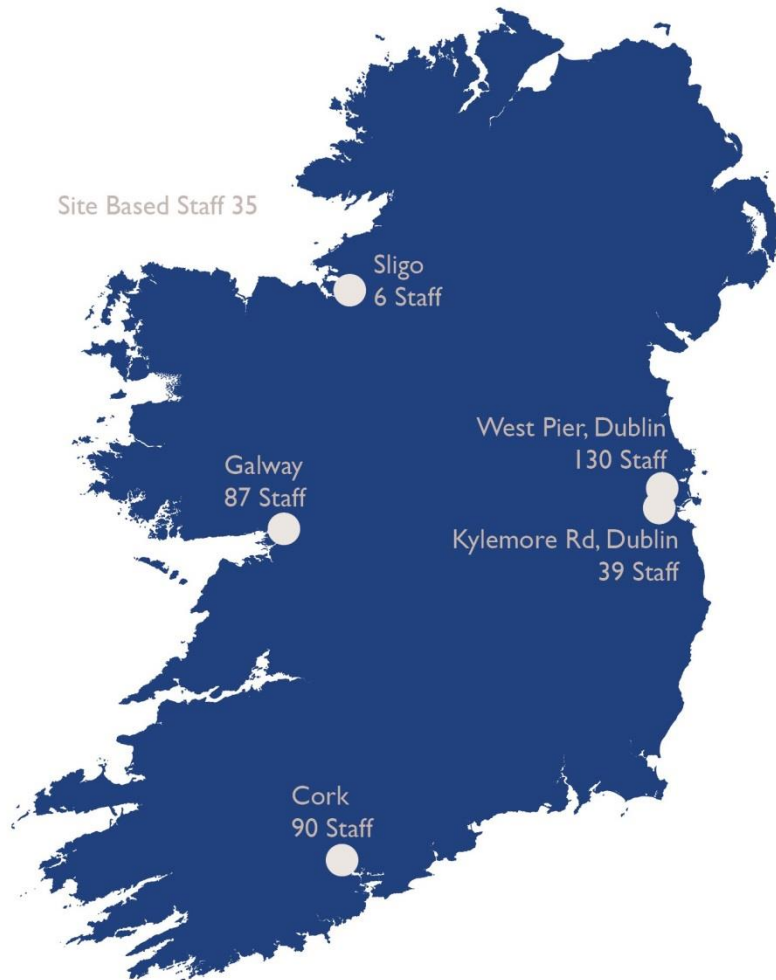 Site Based Staff 35
Sligo
6 Staff
West Pier, Dublin
130 Staff
Galway
87 Staff
Kylemore Rd, Dublin
39 Staff
Cork
90 Staff